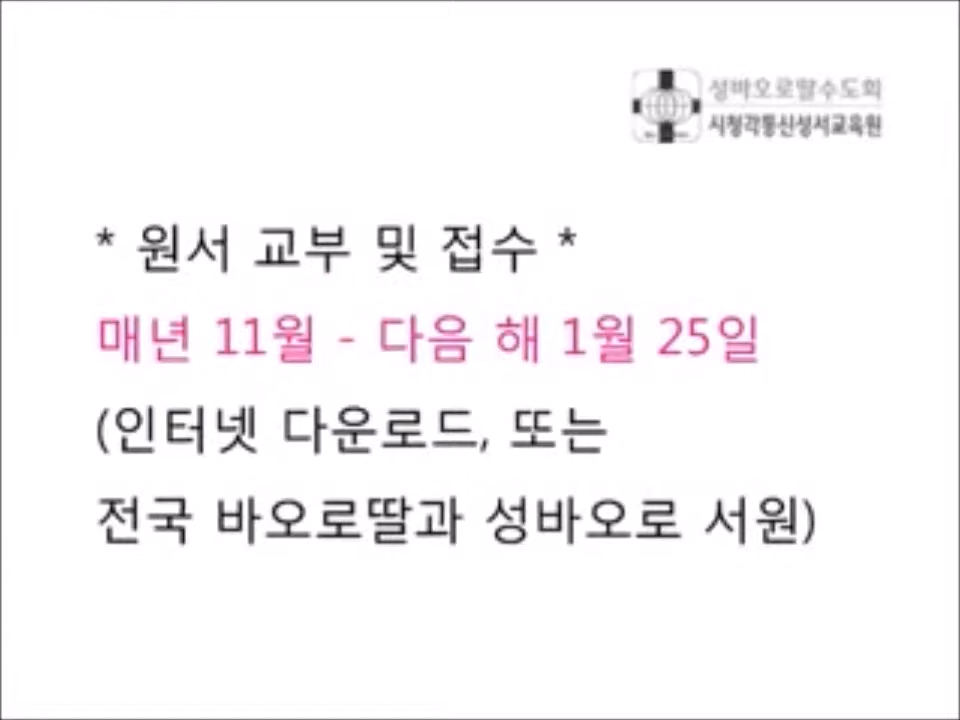 성바오로딸수도회
시청각통신성서교육원
* 원서 교부 및 접수 *
매년 11월 - 다음 해 1월 25일
(인터넷 다운로드, 또는
전국 바오로딸과 성바오로 서원)